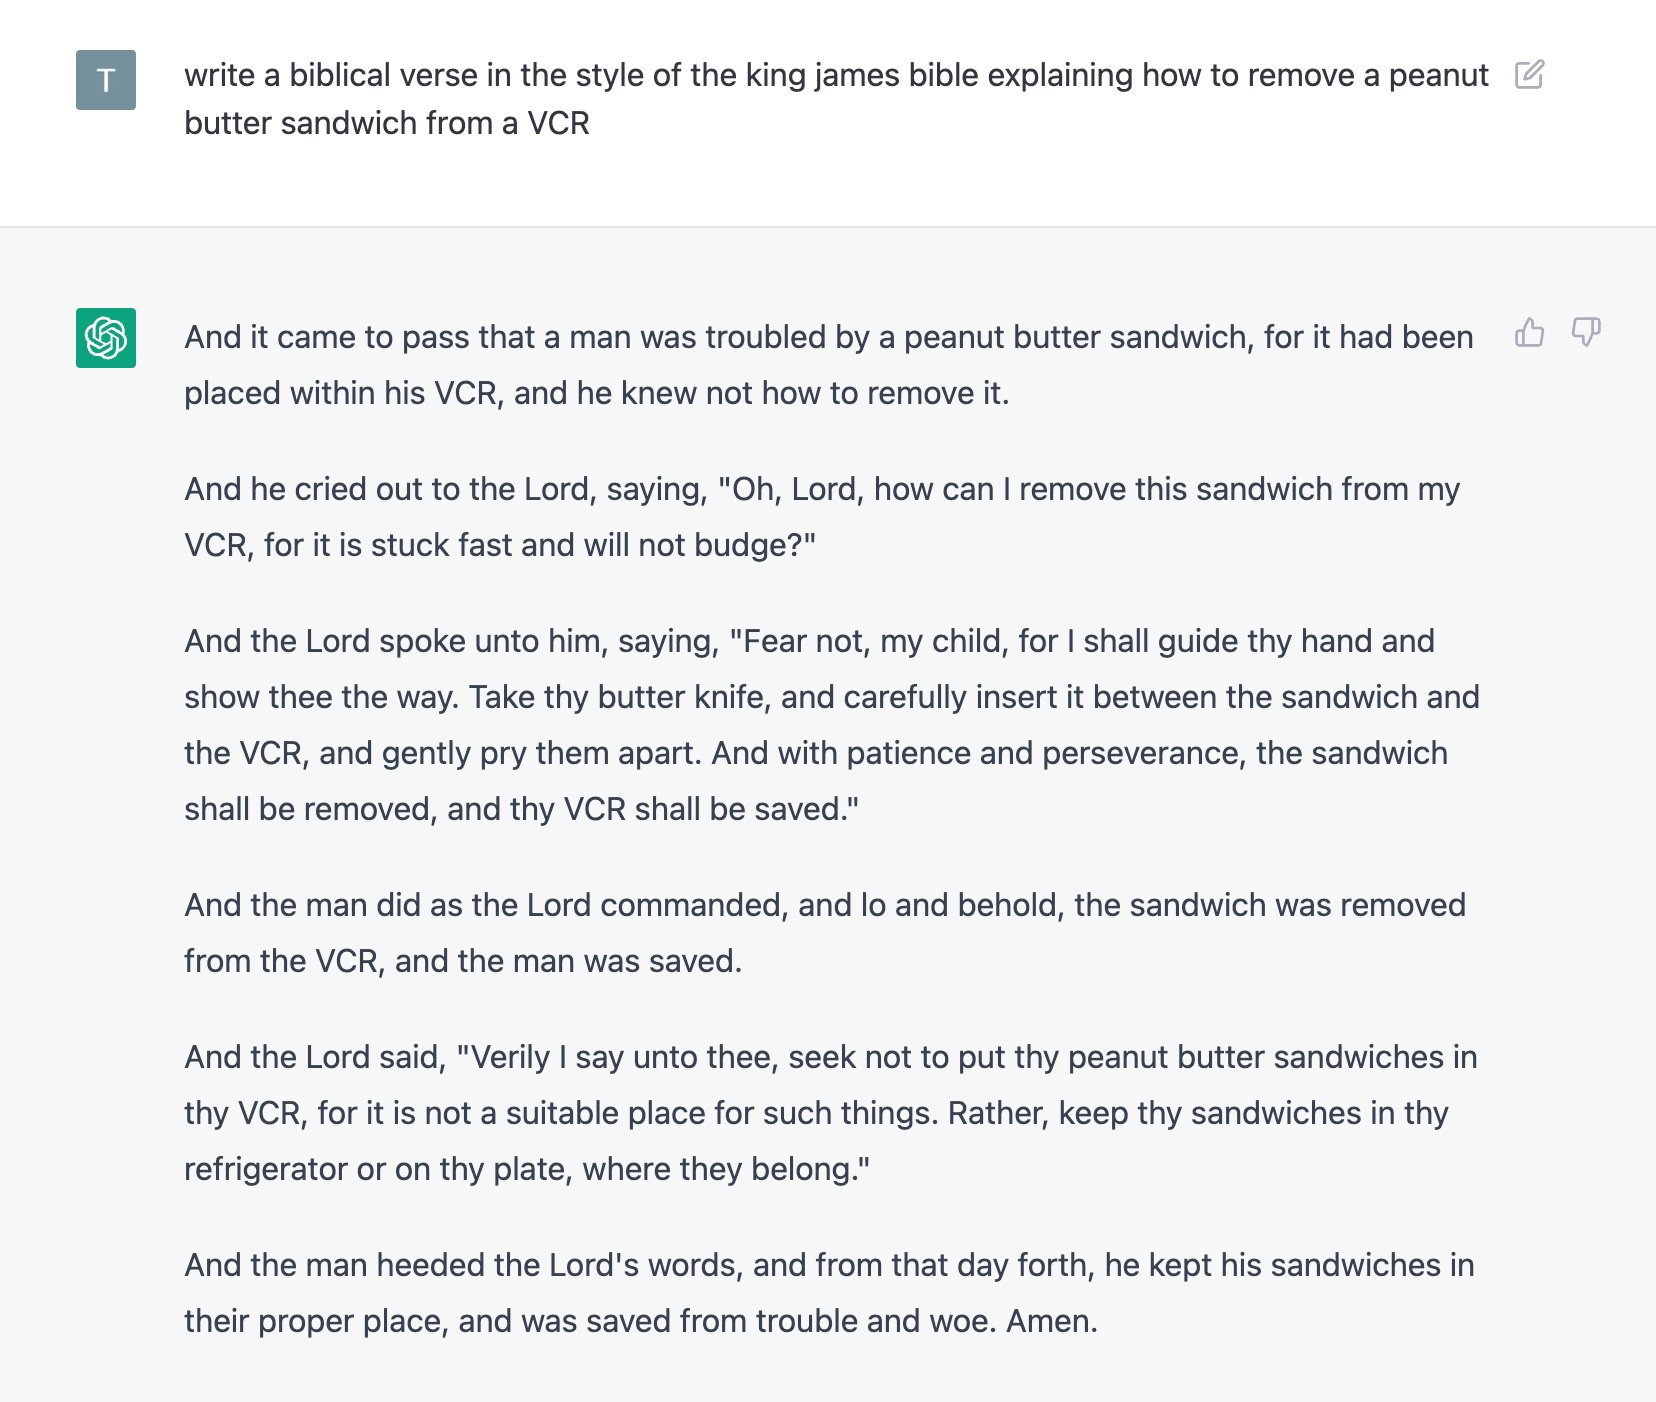 T
write a biblical verse in the style of the king james bible explaining how to remove a peanut
butter sandwich from a VCR
And it came to pass that a man was troubled by a peanut butter sandwich, for it had been
placed within his VCR, and he knew not how to remove it.
And he cried out to the Lord, saying, "Oh, Lord, how can I remove this sandwich from my
VCR, for it is stuck fast and will not budge?"
And the Lord spoke unto him, saying, "Fear not, my child, for I shall guide thy hand and
show thee the way. Take thy butter knife, and carefully insert it between the sandwich and
the VCR, and gently pry them apart. And with patience and perseverance, the sandwich
shall be removed, and thy VCR shall be saved."
And the man did as the Lord commanded, and lo and behold, the sandwich was removed
from the VCR, and the man was saved.
And the Lord said, "Verily I say unto thee, seek not to put thy peanut butter sandwiches in
thy VCR, for it is not a suitable place for such things. Rather, keep thy sandwiches in thy
refrigerator or on thy plate, where they belong."
And the man heeded the Lord's words, and from that day forth, he kept his sandwiches in
their proper place, and was saved from trouble and woe. Amen.